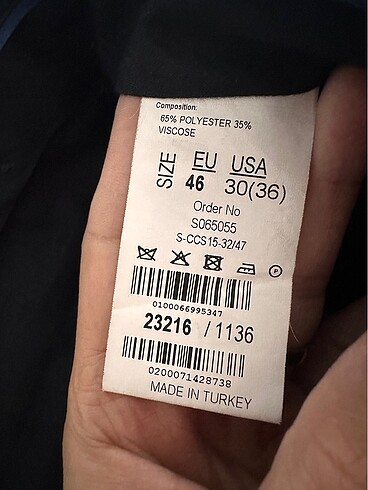 Composition:
65% POLYESTER 35%
VISCOSE
SIZE
EU USA
46 30(36)
Order No
S065055
S-CCS15-32/47
P
0100066995347
23216 / 1136
0200071428738
MADE IN TURKEY